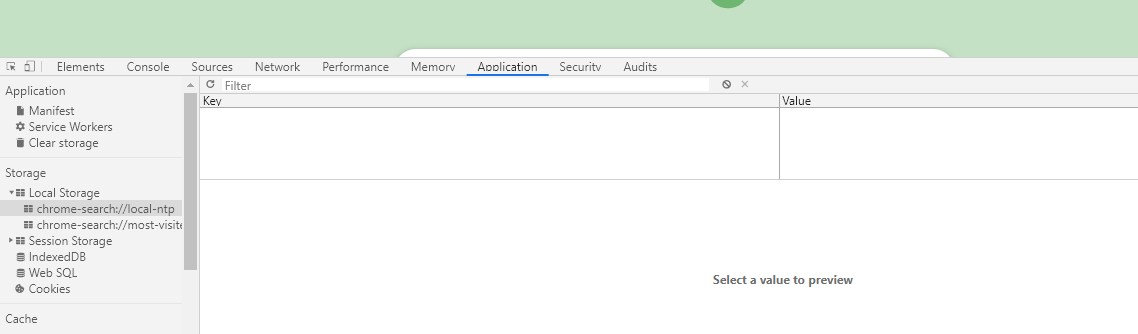 Elements Console Sources Network Performance Memory Application Security Audits
Application
Manifest
Service Workers
Clear storage
Storage
Local Storage
chrome-search://local-ntp
chrome-search://most-visite
Session Storage
IndexedDB
Web SQL
Cookies
Cache
Filter
Key Value
Select a value to preview